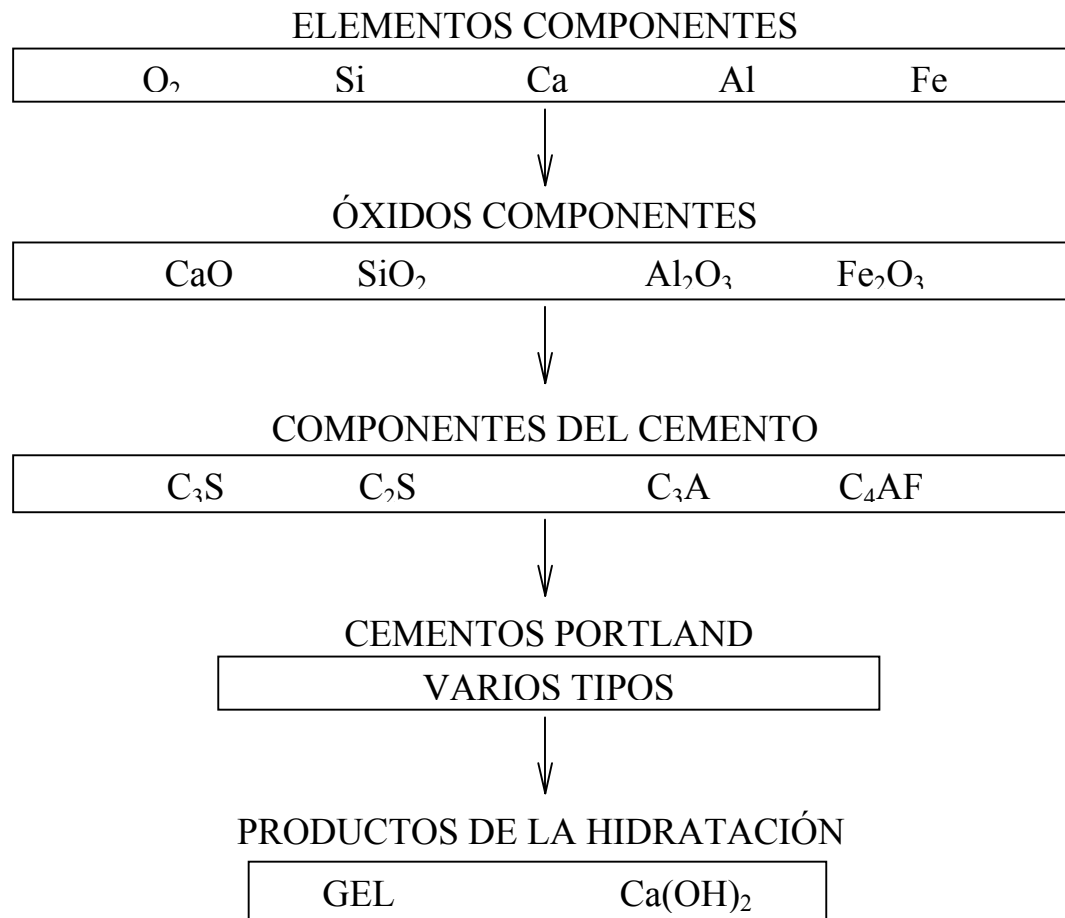 ELEMENTOS COMPONENTES
O₂ Si Ca Al Fe
ÓXIDOS COMPONENTES
CaO SiO₂ Al₂O₃ Fe₂O₃
COMPONENTES DEL CEMENTO
C₃S C₂S C₃A C₄AF
CEMENTOS PORTLAND
VARIOS TIPOS
PRODUCTOS DE LA HIDRATACIÓN
GEL Ca(OH)₂